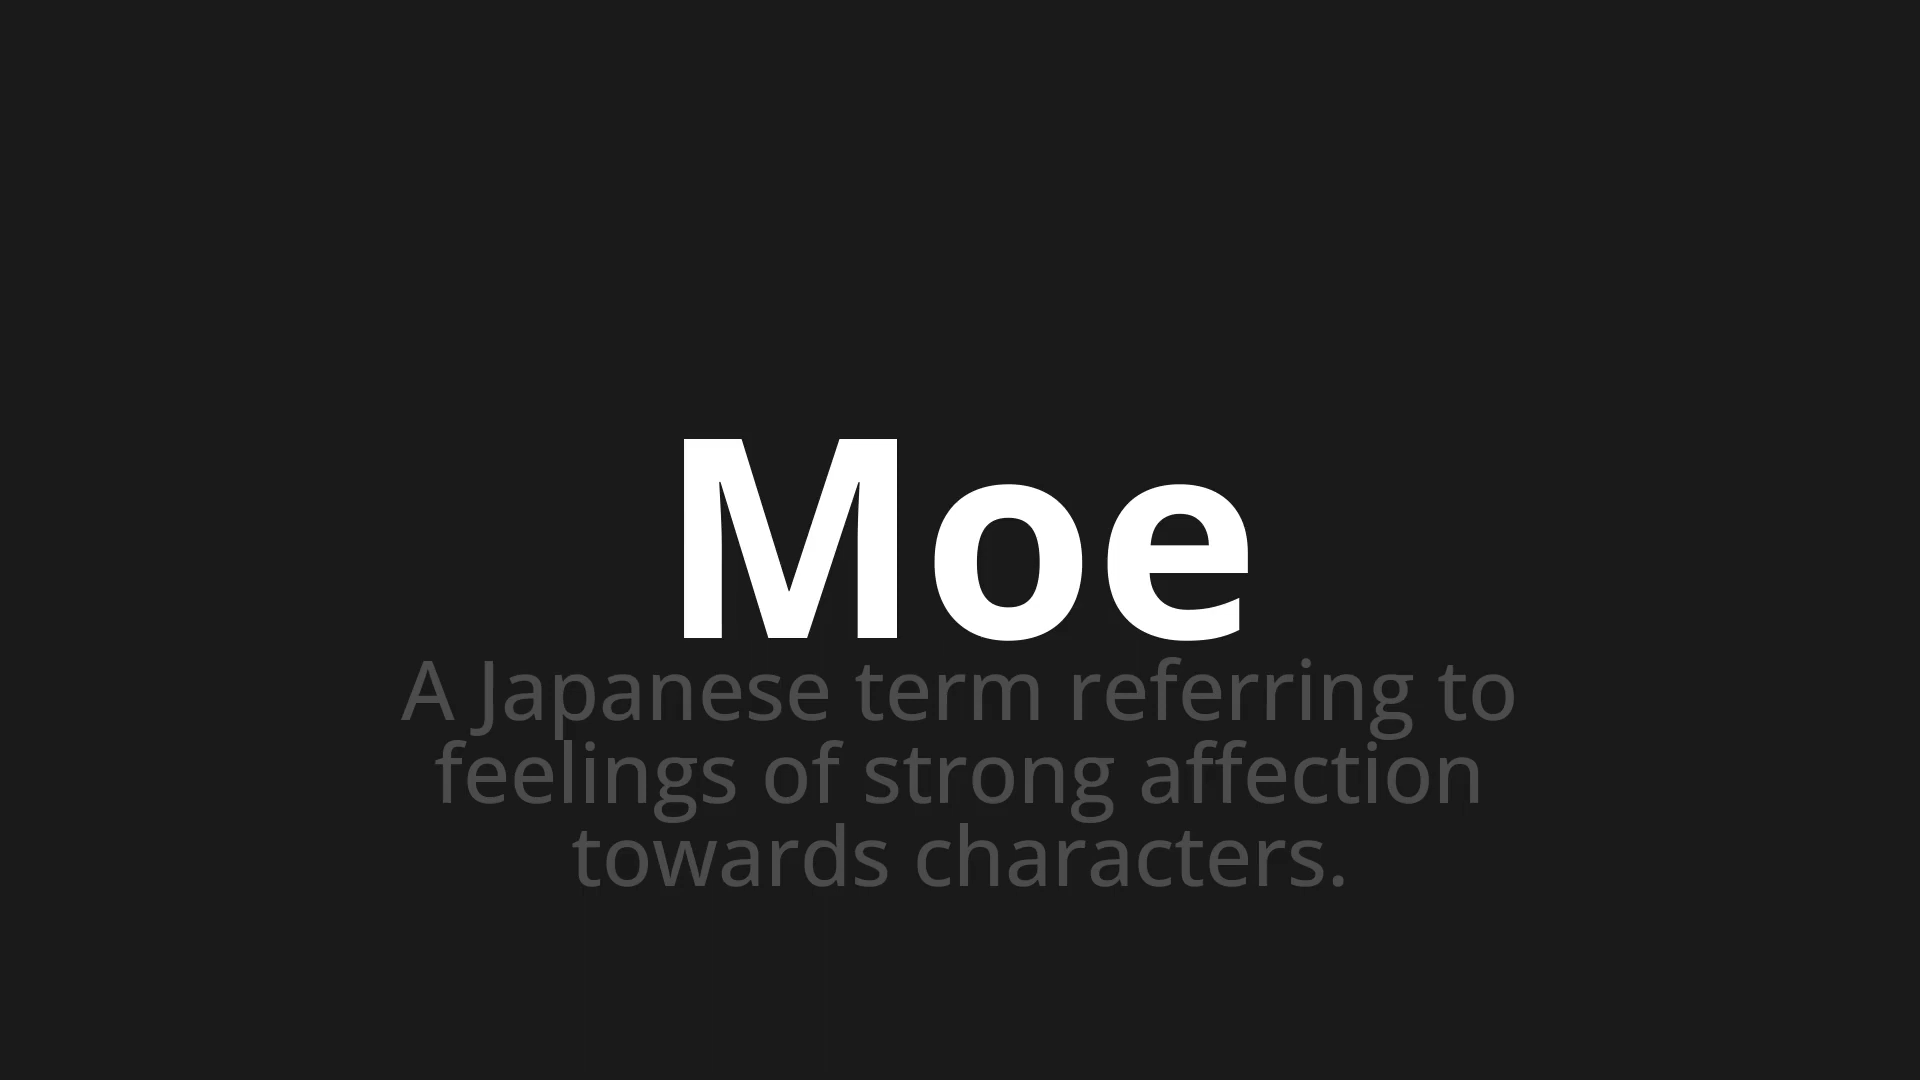 Moe
A Japanese term referring to
feelings of strong affection
towards characters.